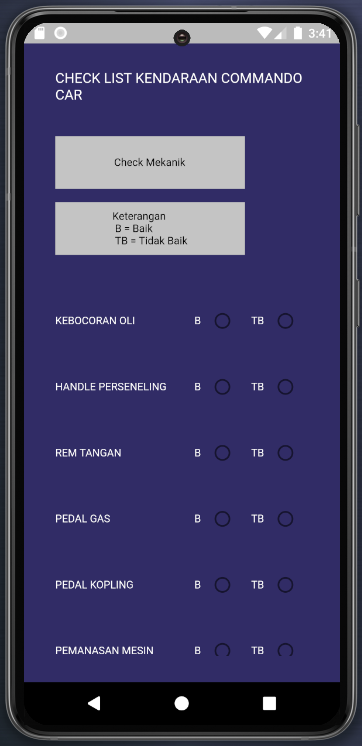 3:41
CHECK LIST KENDARAAN COMMANDO
CAR
Check Mekanik
Keterangan
B = Baik
TB = Tidak Baik
KEBOCORAN OLI B TB
HANDLE PERSENELING B TB
REM TANGAN B TB
PEDAL GAS B TB
PEDAL KOPLING B TB
PEMANASAN MESIN B TB